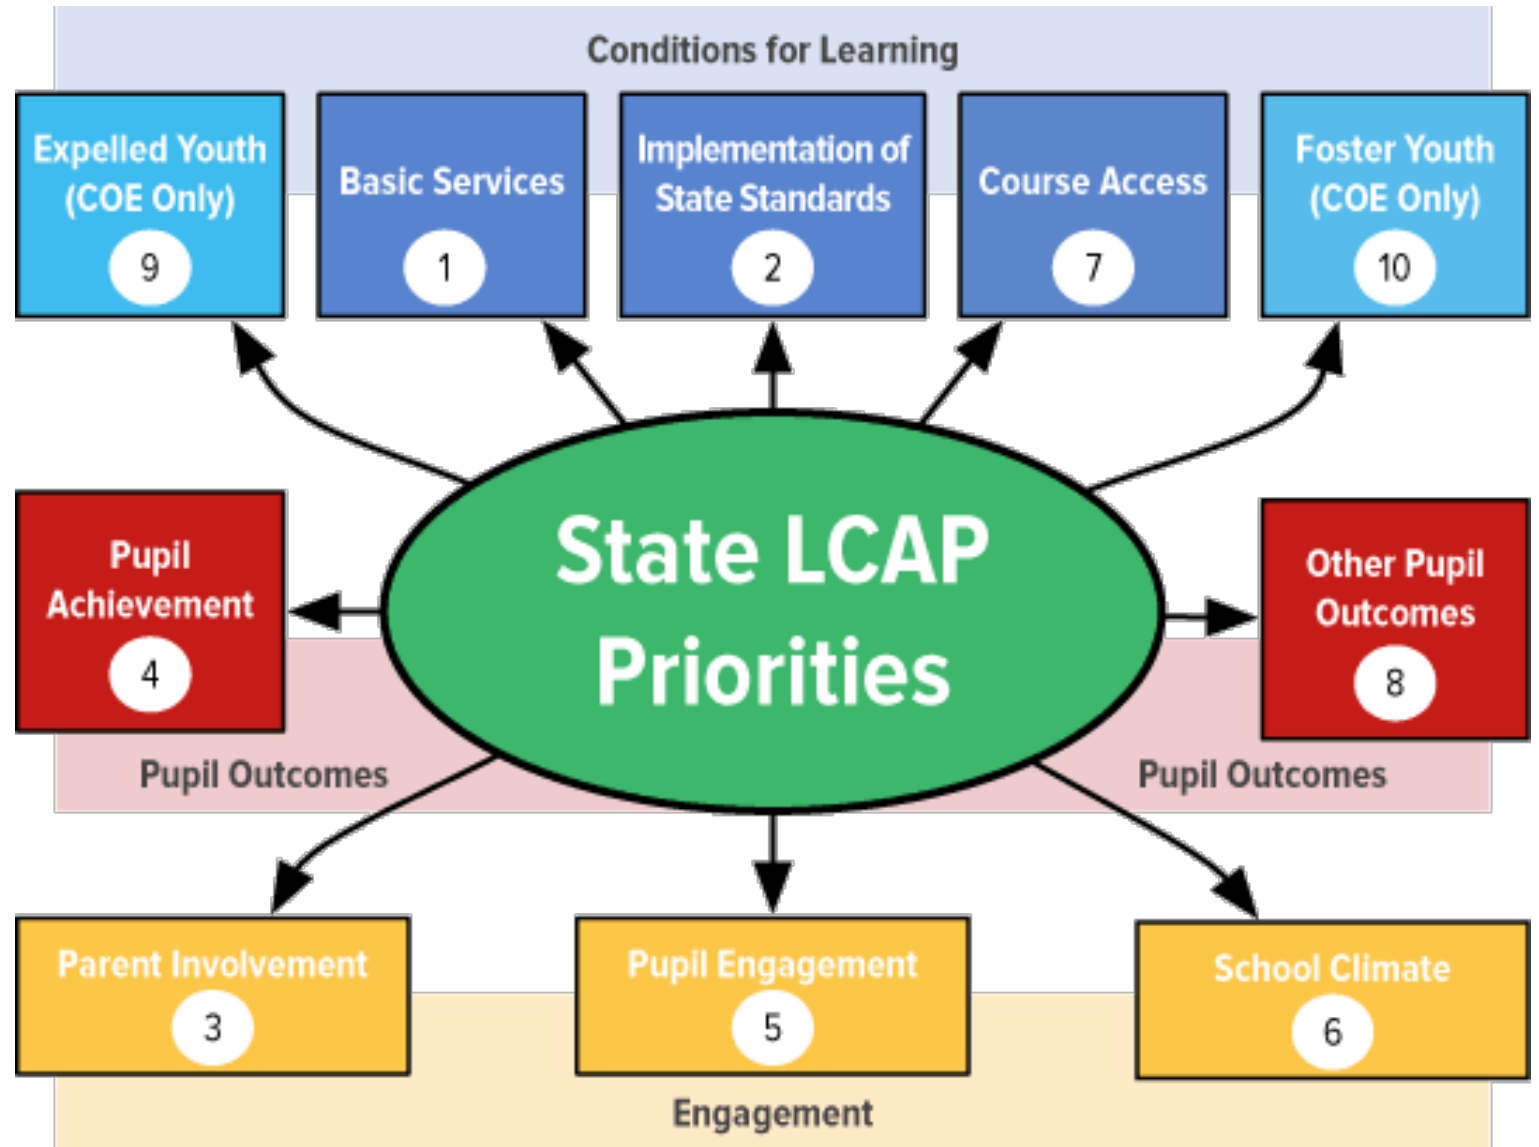 Conditions for Learning
Expelled Youth
(COE Only)
9
Basic Services
1
Implementation of
State Standards
2
Course Access
7
Foster Youth
(COE Only)
10
Pupil
Achievement
4
State LCAP
Priorities
Other Pupil
Outcomes
8
Pupil Outcomes
Pupil Outcomes
Parent Involvement
3
Pupil Engagement
5
School Climate
6
Engagement